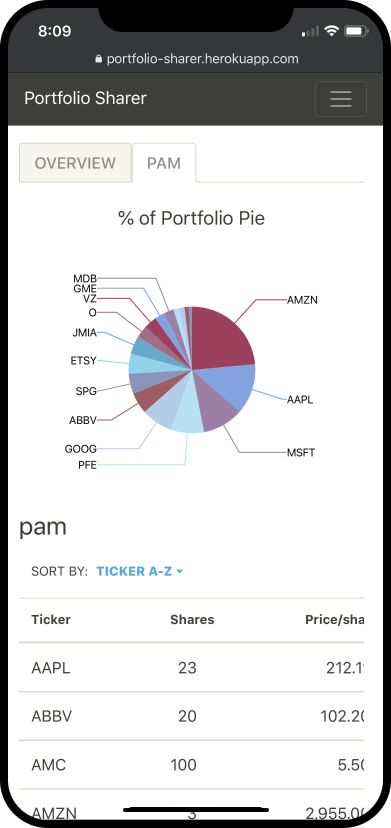 8:09
portfolio-sharer.herokuapp.com
Portfolio Sharer
OVERVIEW PAM
% of Portfolio Pie
MDB
GME
VZ
O
JMIA
ETSY
SPG
ABBV
GOOG
PFE
AMZN
AAPL
MSFT
pam
SORT BY: TICKER A-Z
Ticker Shares Price/sha
AAPL 23 212.1
ABBV 20 102.20
AMC 100 5.50
AMZN 3 2,955.00